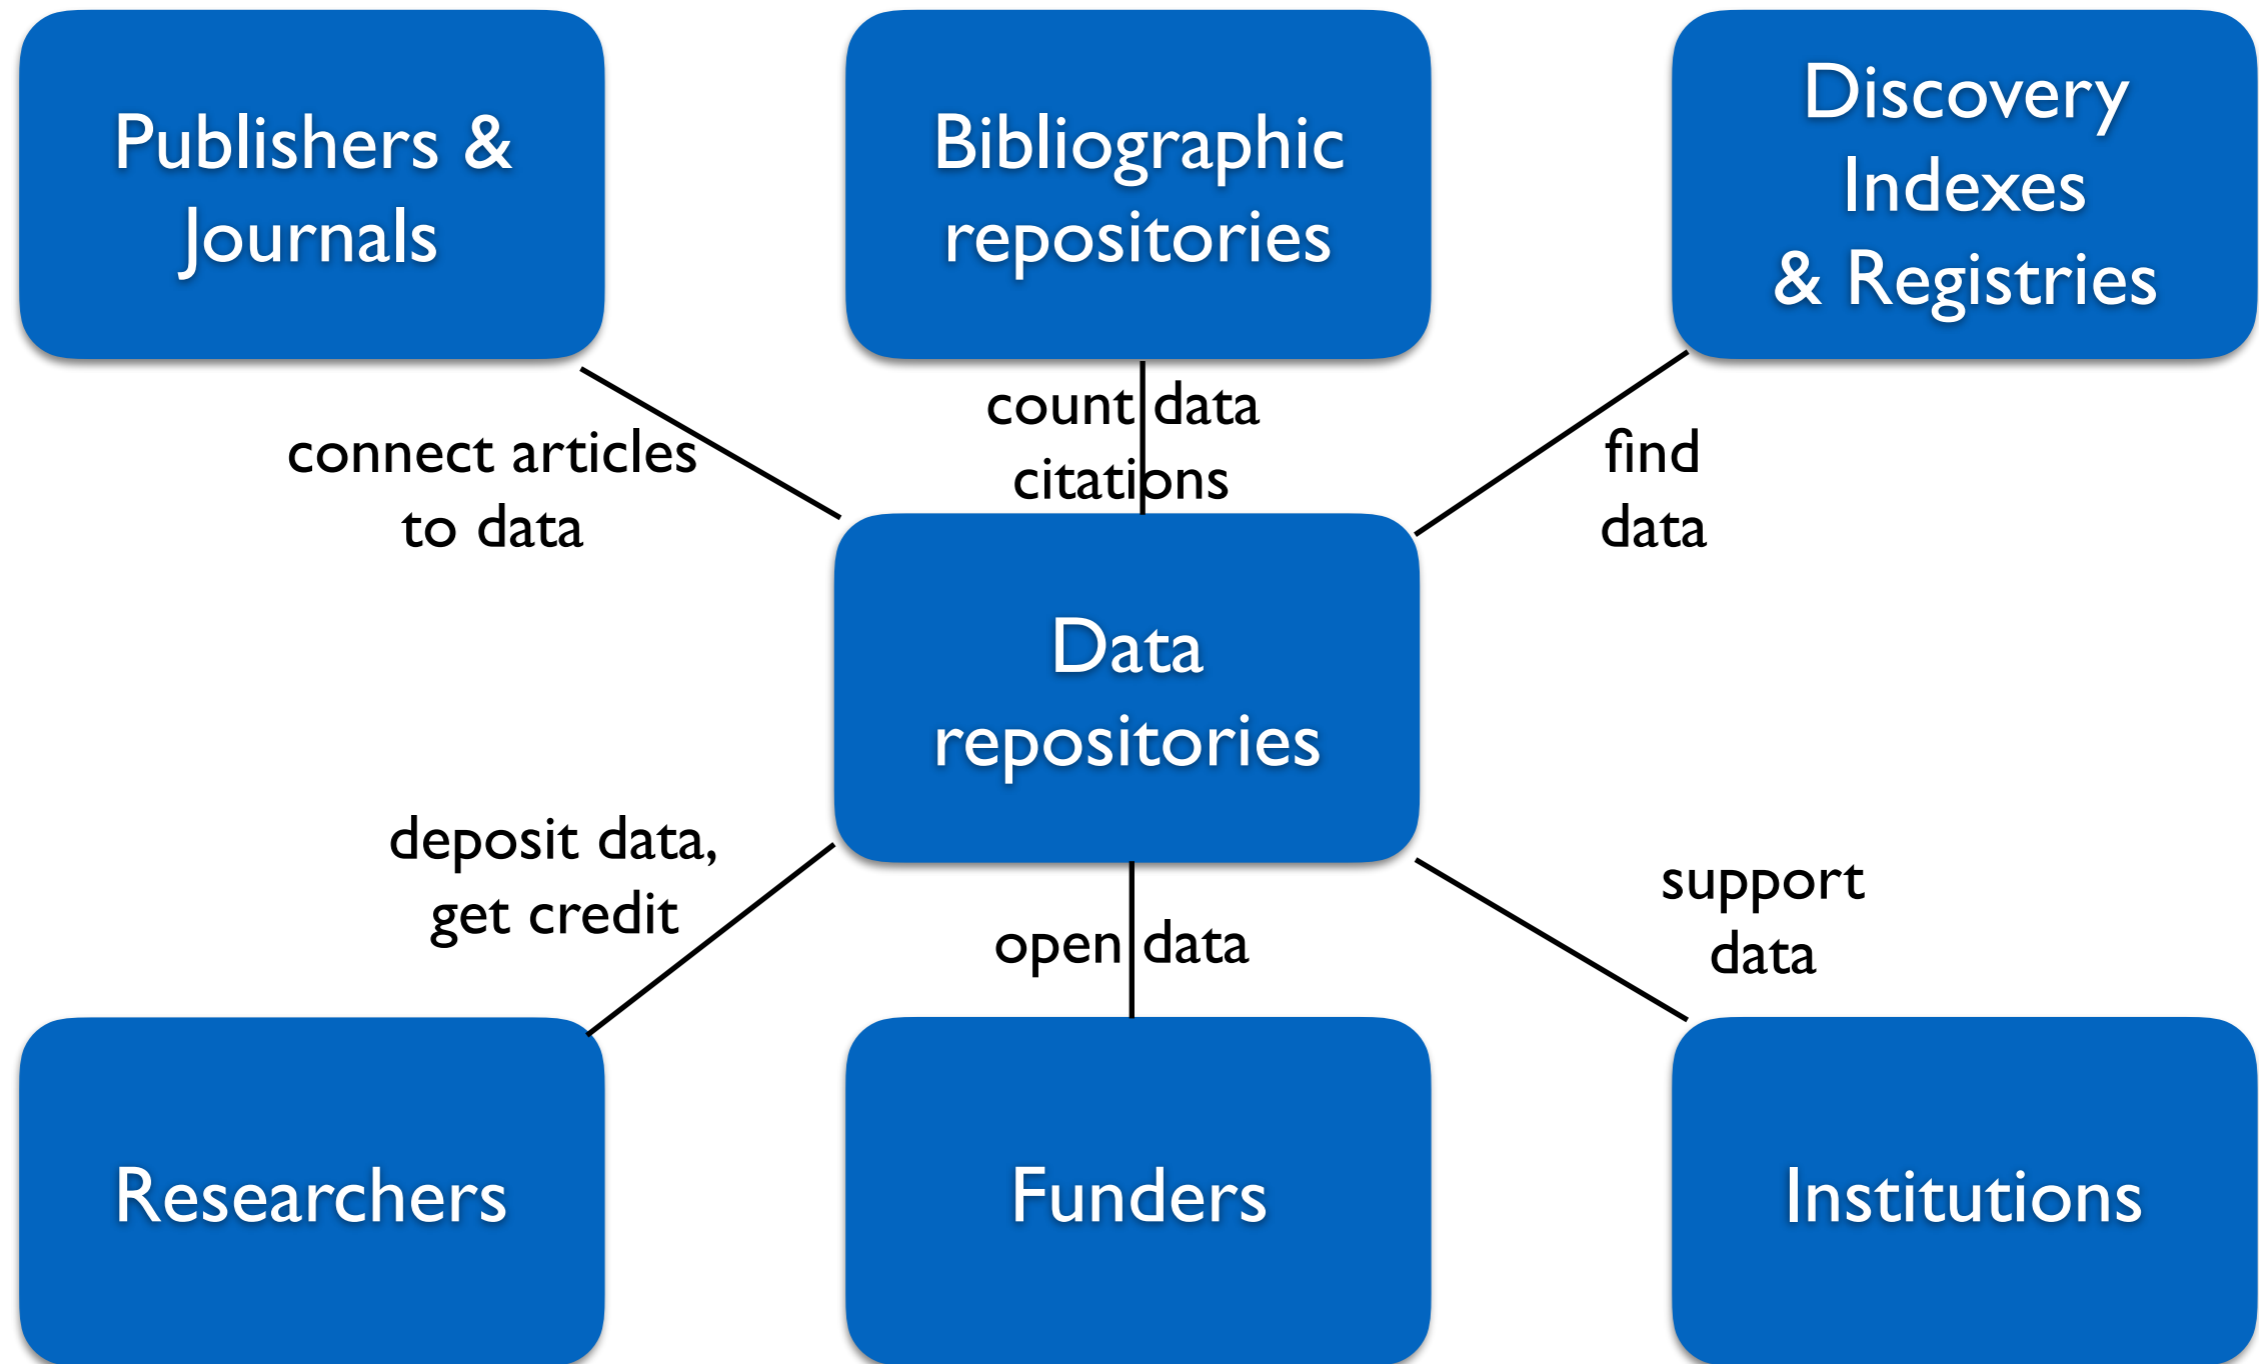 Publishers &
Journals
Bibliographic
repositories
Discovery
Indexes
& Registries
connect articles
to data
count data
citations
find
data
Data
repositories
deposit data,
get credit
open data
support
data
Researchers
Funders
Institutions